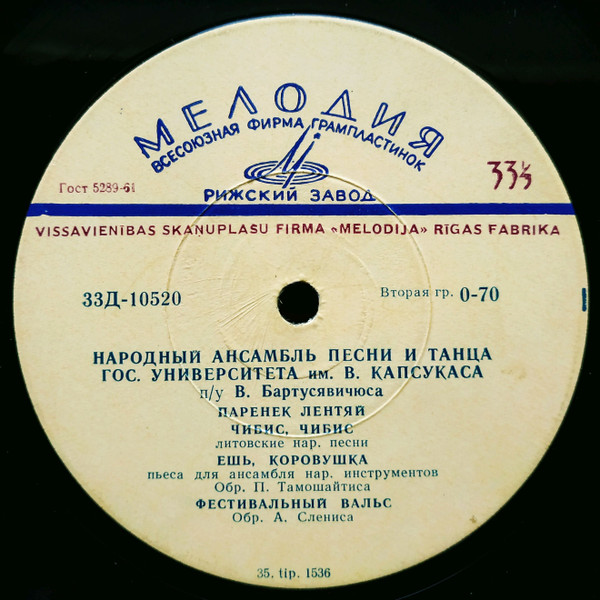 МЕЛОДИЯ
ВСЕСОЮЗНАЯ ФИРМА ГРАМПЛАСТИНОК
Гост 5289-61
33⅓
РИЖСКИЙ ЗАВОД
VISSAVIENĪBAS SKAŅUPLAŠU FIRMA «MELODIJA» RĪGAS FABRIKA
33Д-10520
Вторая гр. 0-70
НАРОДНЫЙ АНСАМБЛЬ ПЕСНИ И ТАНЦА
ГОС. УНИВЕРСИТЕТА им. В. КАПСУКАСА
п/у В. Бартусявичюса
ПАРЕНЕК ЛЕНТЯЙ
ЧИБИС, ЧИБИС
литовские нар. песни
ЕШЬ, КОРОВУШКА
пьеса для ансамбля нар. инструментов
Обр. П. Тамошайтиса
ФЕСТИВАЛЬНЫЙ ВАЛЬС
Обр. А. Слениса
35. tip. 1536